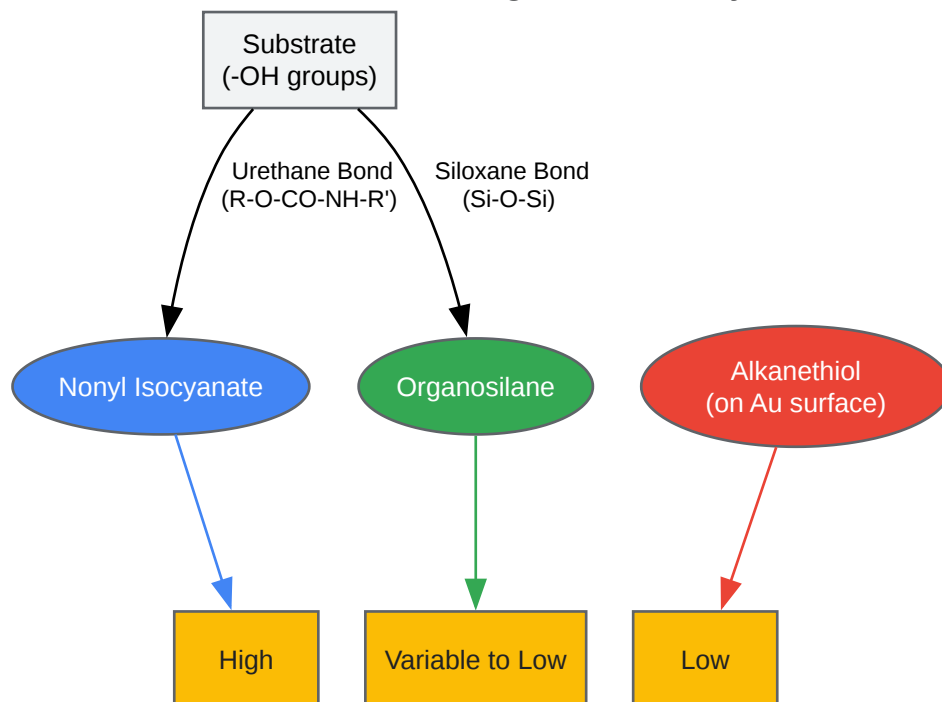 Substrate
(-OH groups)
Urethane Bond
(R-O-CO-NH-R')
Siloxane Bond
(Si-O-Si)
Nonyl Isocyanate
Organosilane
Alkanethiol
(on Au surface)
High
Variable to Low
Low